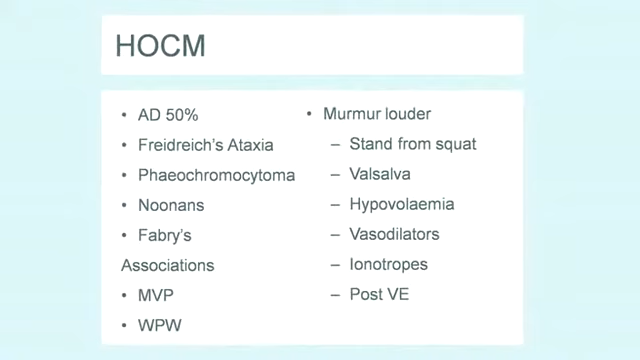 HOCM
• AD 50%
• Freidreich's Ataxia
• Phaeochromocytoma
• Noonans
• Fabry's
Associations
• MVP
• WPW
• Murmur louder
– Stand from squat
– Valsalva
– Hypovolaemia
– Vasodilators
– Ionotropes
– Post VE